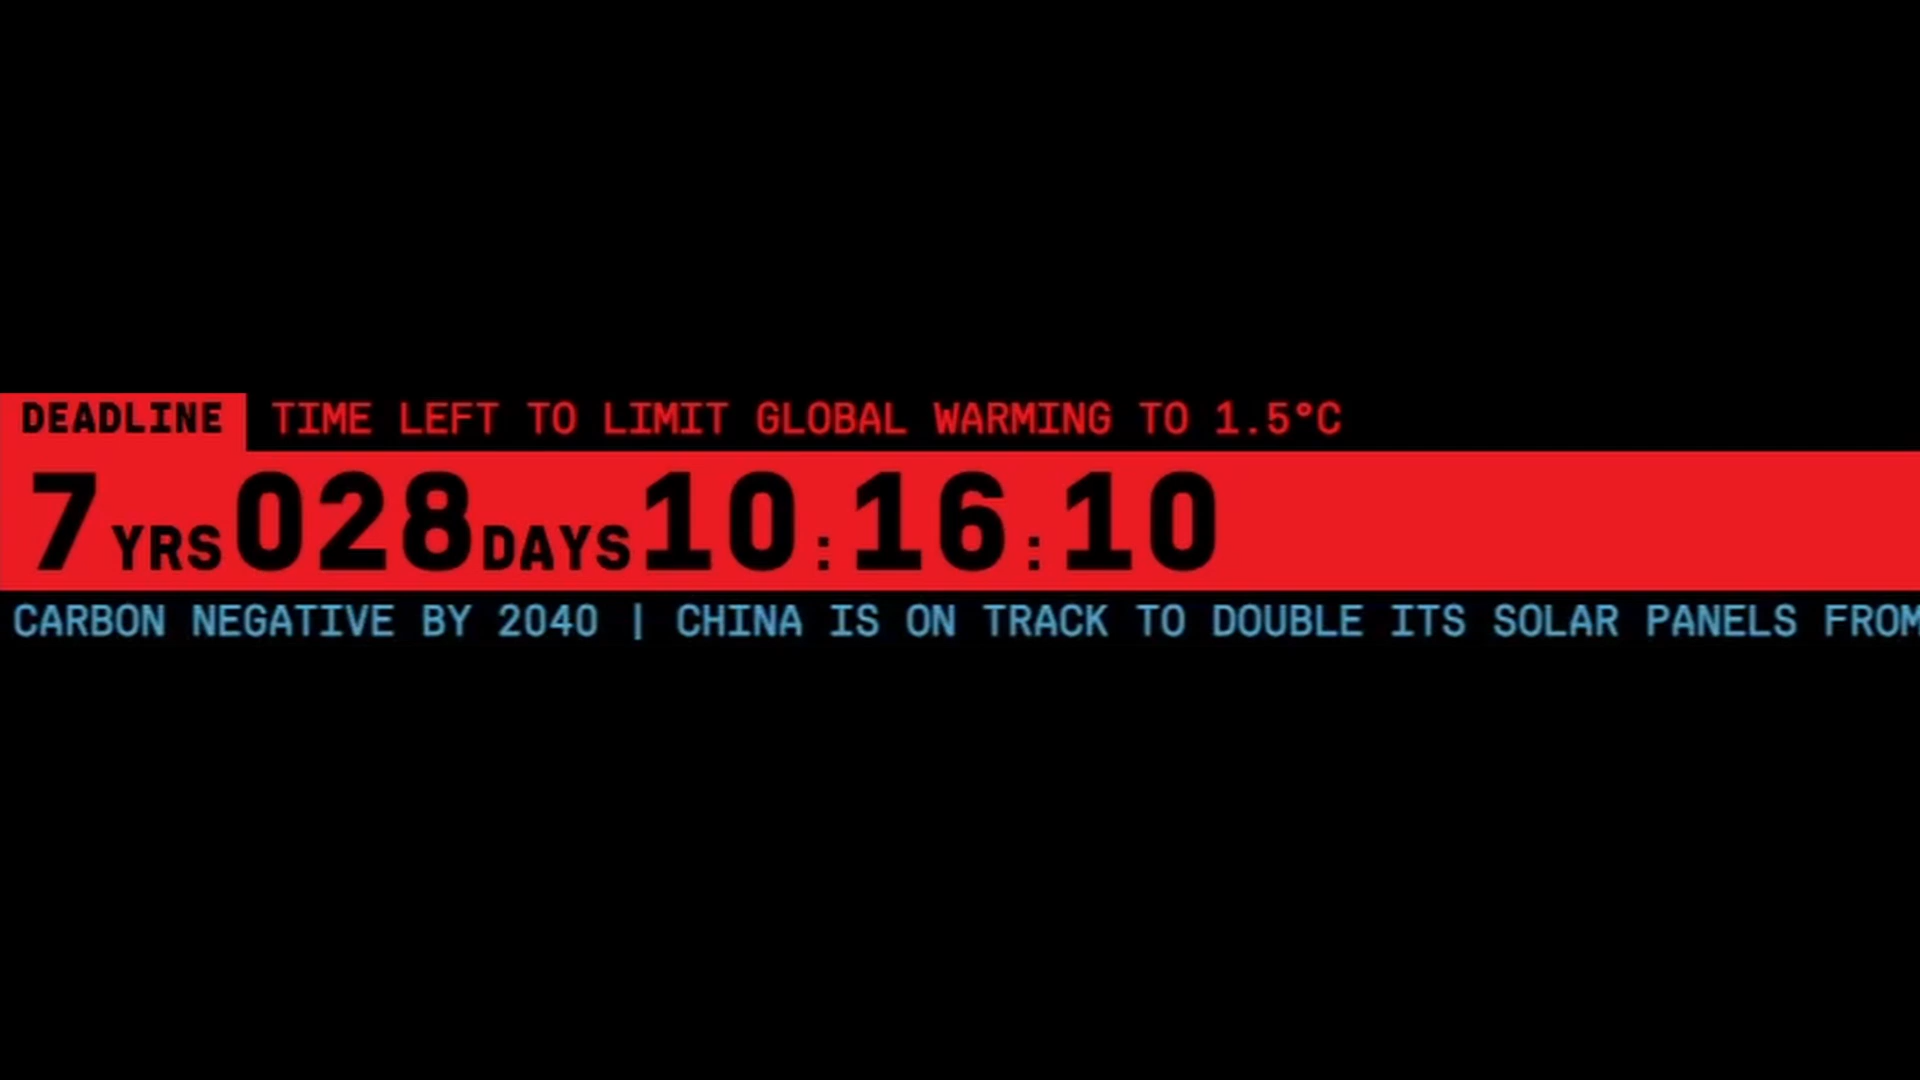 DEADLINE TIME LEFT TO LIMIT GLOBAL WARMING TO 1.5°C
7 YRS 028 DAYS 10:16:10
CARBON NEGATIVE BY 2040 | CHINA IS ON TRACK TO DOUBLE ITS SOLAR PANELS FROM